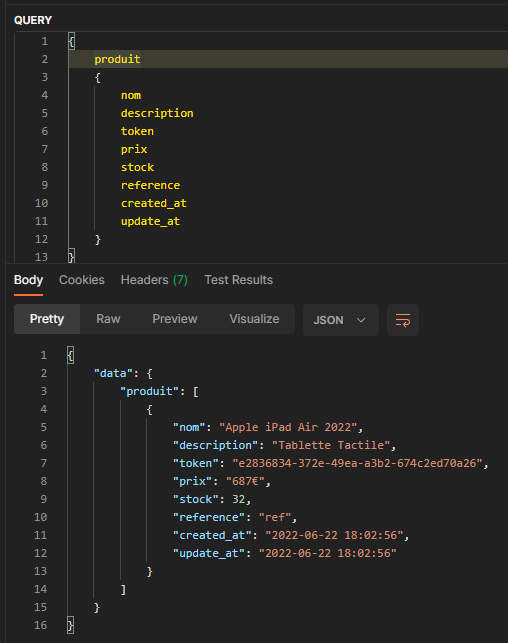 QUERY
1 {
2 produit
3 {
4 nom
5 description
6 token
7 prix
8 stock
9 reference
10 created_at
11 update_at
12 }
13 }
Body Cookies Headers (7) Test Results
Pretty Raw Preview Visualize JSON
1 {
2 "data": {
3 "produit": [
4 {
5 "nom": "Apple iPad Air 2022",
6 "description": "Tablette Tactile",
7 "token": "e2836834-372e-49ea-a3b2-674c2ed70a26",
8 "prix": "687€",
9 "stock": 32,
10 "reference": "ref",
11 "created_at": "2022-06-22 18:02:56",
12 "update_at": "2022-06-22 18:02:56"
13 }
14 ]
15 }
16 }